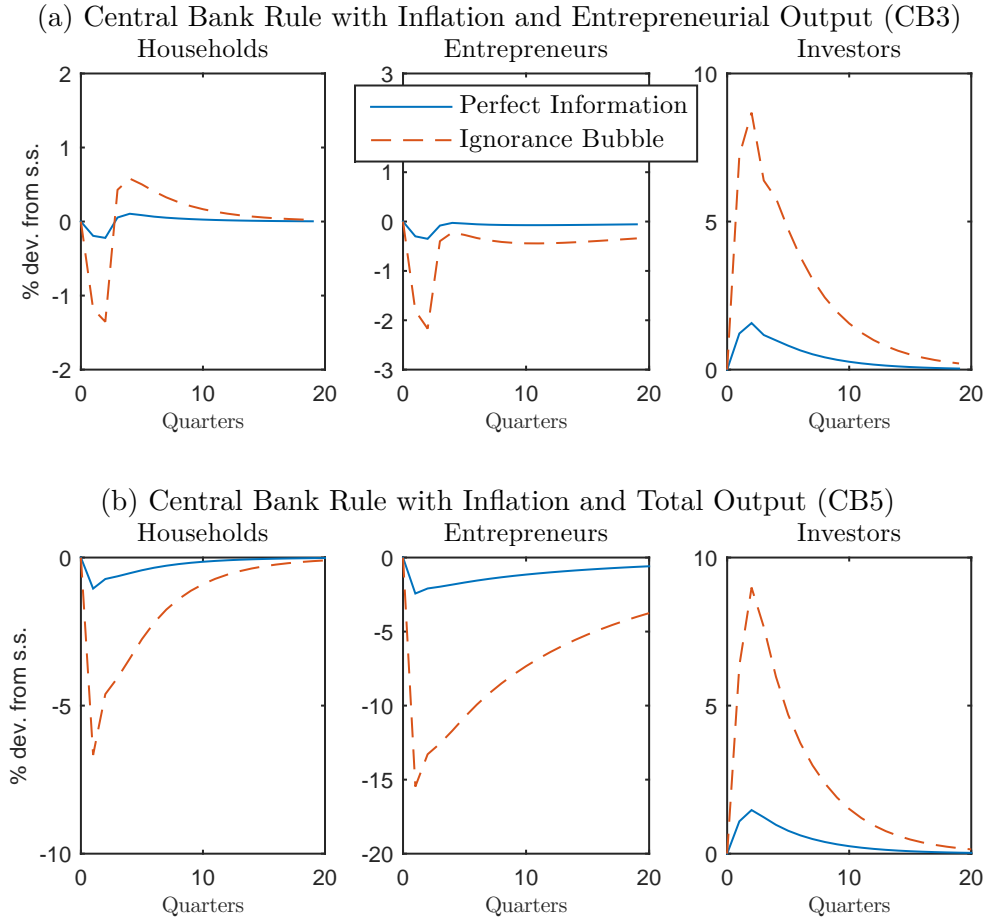 (a) Central Bank Rule with Inflation and Entrepreneurial Output (CB3)
Households Entrepreneurs Investors
Perfect Information
Ignorance Bubble
% dev. from s.s.
2
1
0
-1
-2
0 10 20
Quarters
3
1
0
-1
-2
-3
0 10 20
Quarters
10
5
0
0 10 20
Quarters
(b) Central Bank Rule with Inflation and Total Output (CB5)
Households Entrepreneurs Investors
% dev. from s.s.
0
-5
-10
0 10 20
Quarters
0
-5
-10
-15
-20
0 10 20
Quarters
10
5
0
0 10 20
Quarters